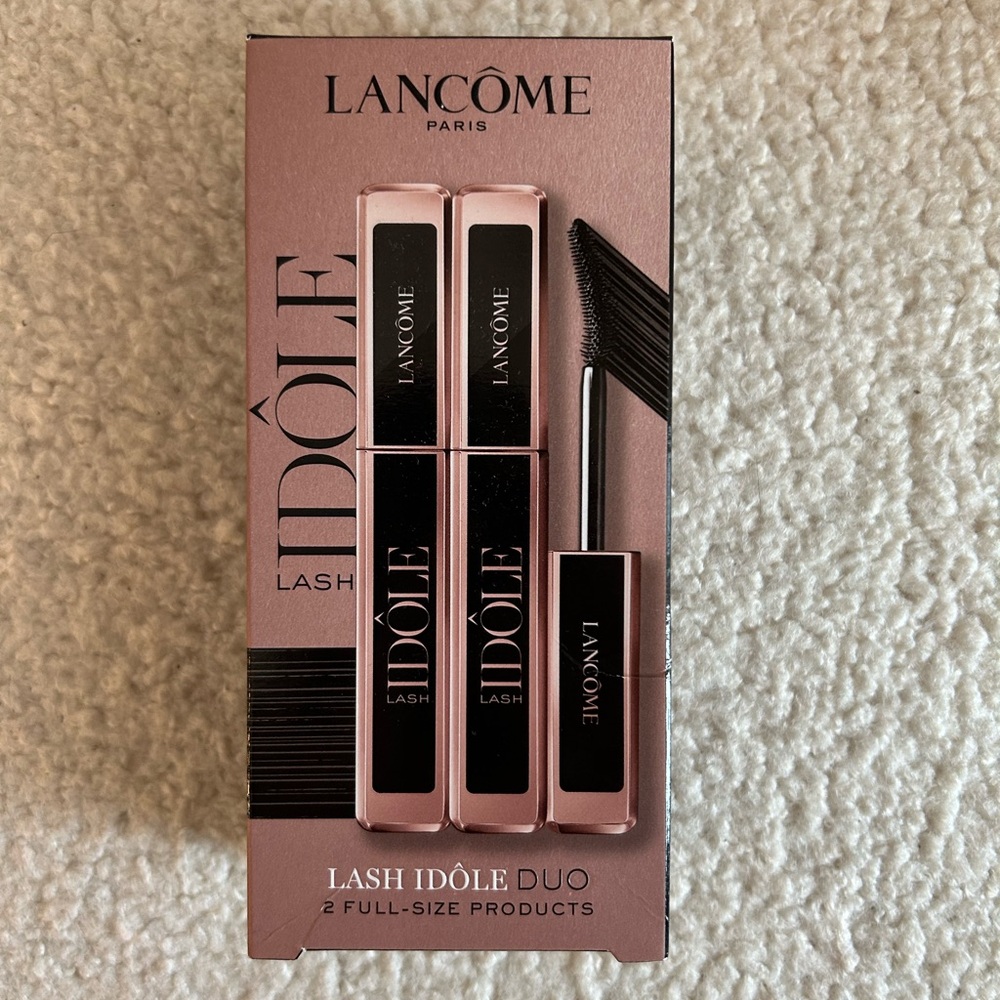 LANCÔME
PARIS
LASH IDÔLE
LANCÔME
LASH IDÔLE
LANCÔME
LASH IDÔLE
LANCÔME
LASH IDÔLE DUO
2 FULL-SIZE PRODUCTS